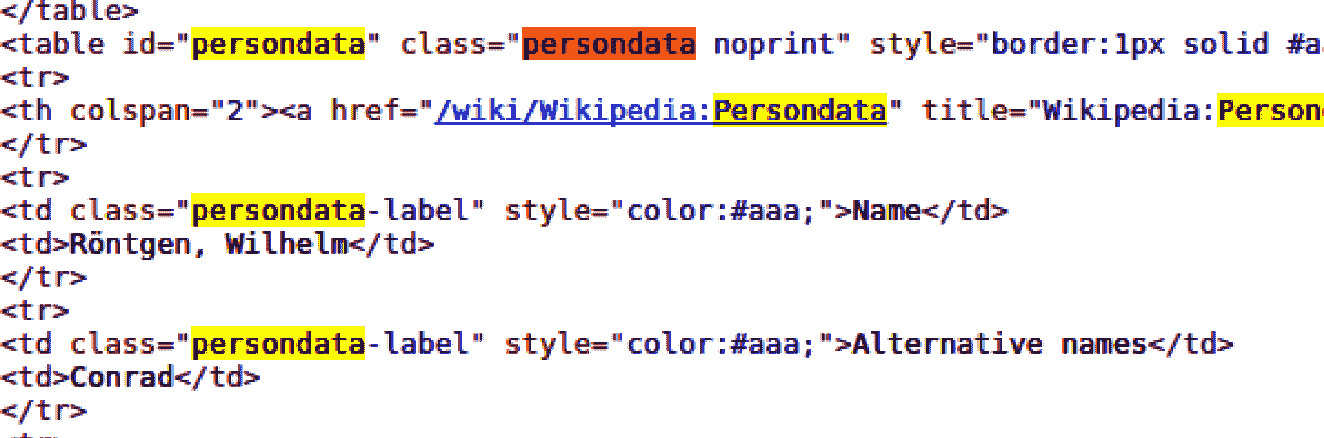 </table>
<table id="persondata" class="persondata noprint" style="border:1px solid #aa
<tr>
<th colspan="2"><a href="/wiki/Wikipedia:Persondata" title="Wikipedia:Person
</tr>
<tr>
<td class="persondata-label" style="color:#aaa;">Name</td>
<td>Röntgen, Wilhelm</td>
</tr>
<tr>
<td class="persondata-label" style="color:#aaa;">Alternative names</td>
<td>Conrad</td>
</tr>